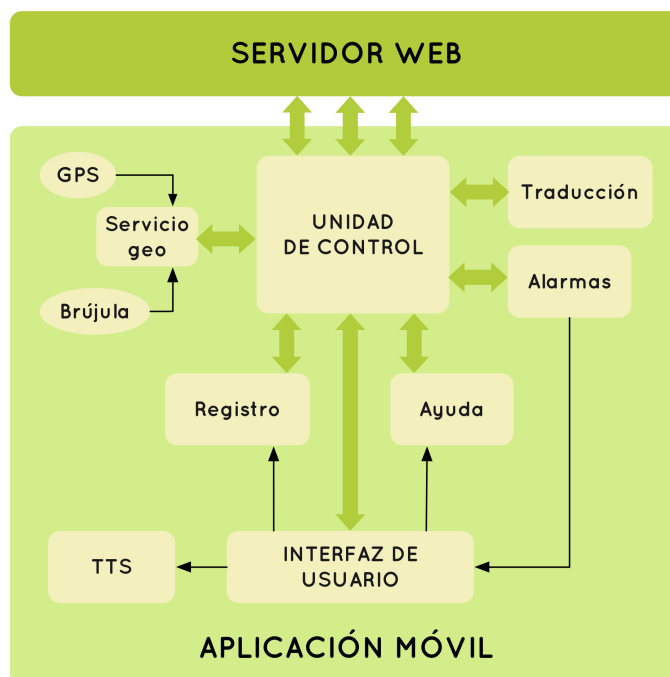 SERVIDOR WEB
GPS
Servicio
geo
Brújula
UNIDAD
DE CONTROL
Traducción
Alarmas
Registro
Ayuda
TTS
INTERFAZ DE
USUARIO
APLICACIÓN MÓVIL